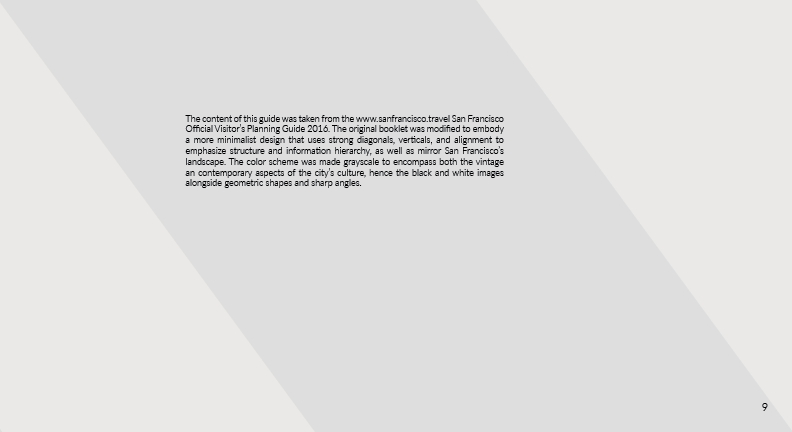 The content of this guide was taken from the www.sanfrancisco.travel San Francisco
Official Visitor's Planning Guide 2016. The original booklet was modified to embody
a more minimalist design that uses strong diagonals, verticals, and alignment to
emphasize structure and information hierarchy, as well as mirror San Francisco's
landscape. The color scheme was made grayscale to encompass both the vintage
an contemporary aspects of the city's culture, hence the black and white images
alongside geometric shapes and sharp angles.
9